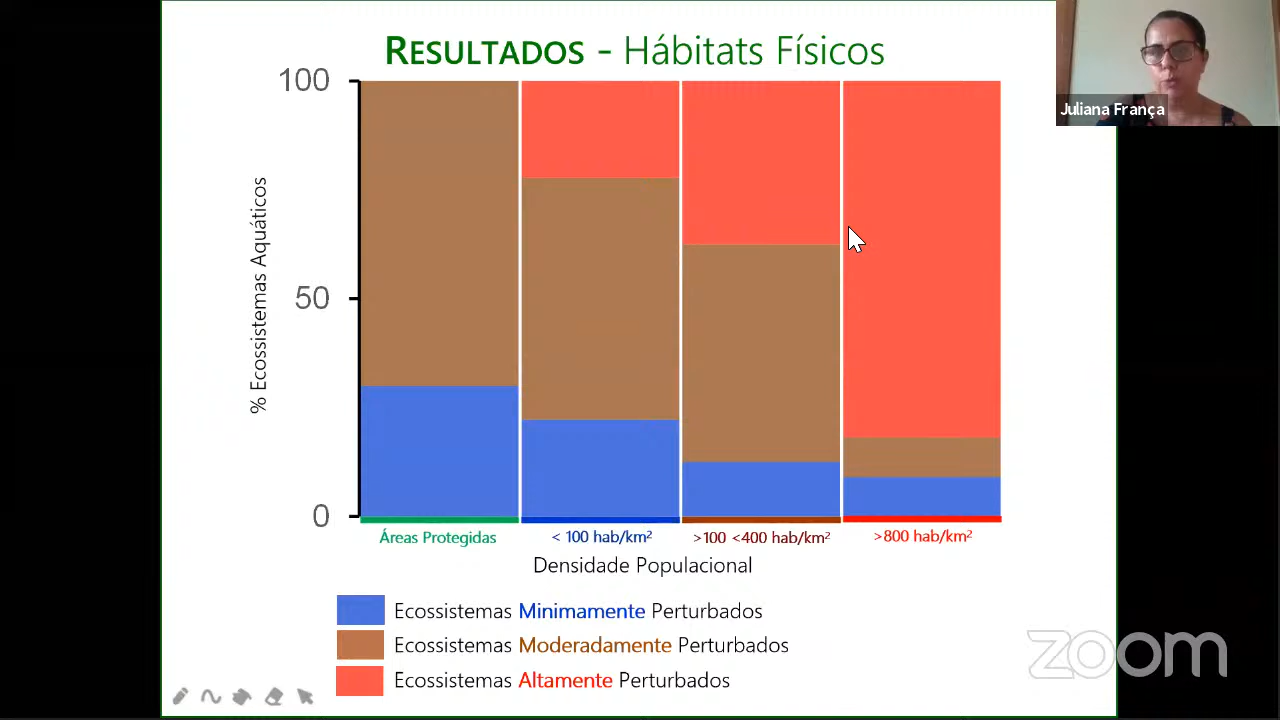 RESULTADOS - Hábitats Físicos
Juliana França
100
50
0
% Ecossistemas Aquáticos
Áreas Protegidas
< 100 hab/km²
>100 <400 hab/km²
>800 hab/km²
Densidade Populacional
Ecossistemas Minimamente Perturbados
Ecossistemas Moderadamente Perturbados
Ecossistemas Altamente Perturbados
zoom